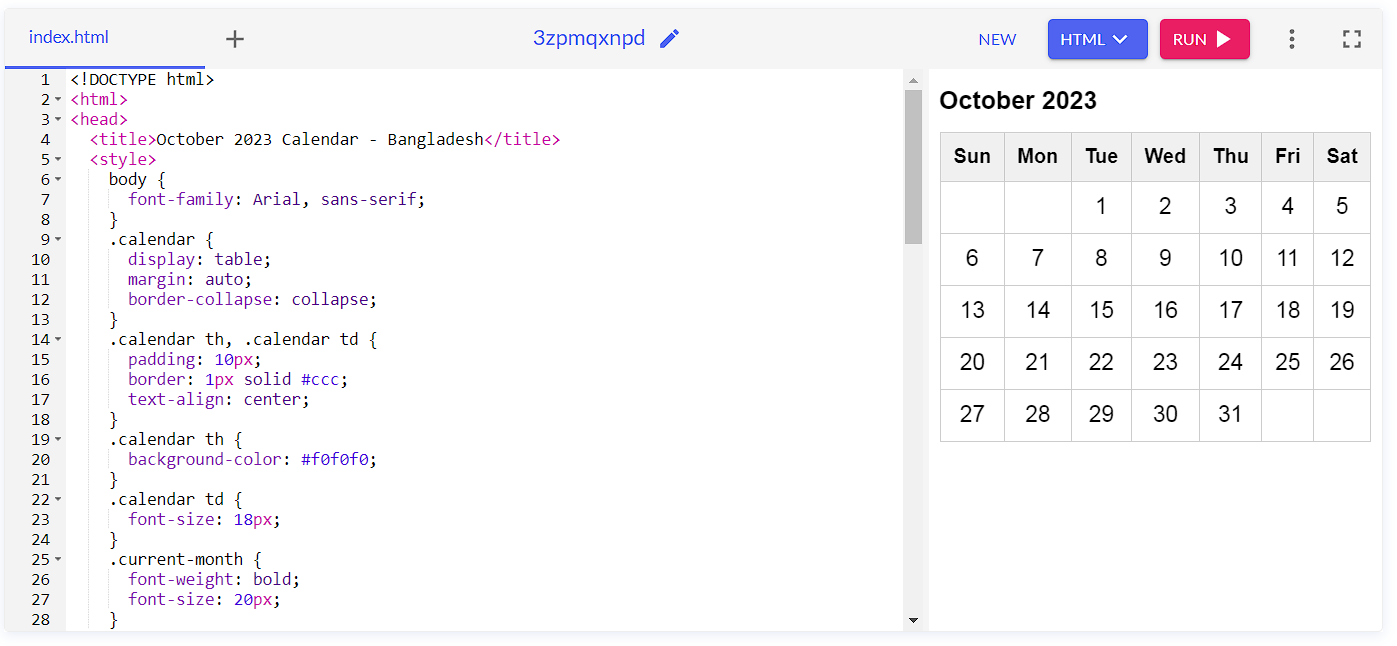 index.html
3zpmqxnpd
NEW
HTML
RUN
1 <!DOCTYPE html>
2 <html>
3 <head>
4 <title>October 2023 Calendar - Bangladesh</title>
5 <style>
6 body {
7 font-family: Arial, sans-serif;
8 }
9 .calendar {
10 display: table;
11 margin: auto;
12 border-collapse: collapse;
13 }
14 .calendar th, .calendar td {
15 padding: 10px;
16 border: 1px solid #ccc;
17 text-align: center;
18 }
19 .calendar th {
20 background-color: #f0f0f0;
21 }
22 .calendar td {
23 font-size: 18px;
24 }
25 .current-month {
26 font-weight: bold;
27 font-size: 20px;
28 }
October 2023
Sun Mon Tue Wed Thu Fri Sat
1 2 3 4 5
6 7 8 9 10 11 12
13 14 15 16 17 18 19
20 21 22 23 24 25 26
27 28 29 30 31